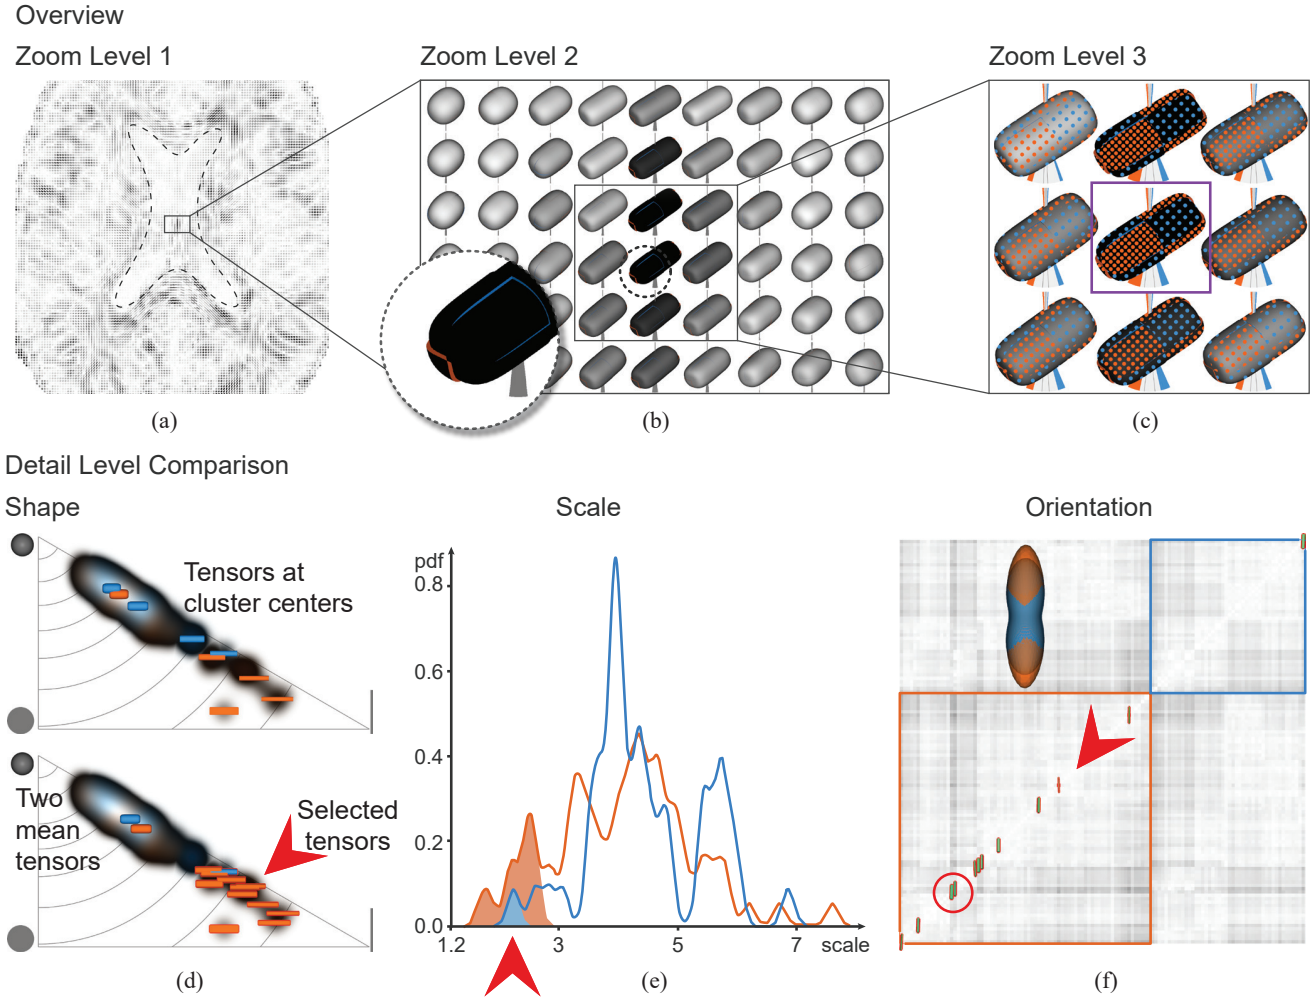 Overview
Zoom Level 1
Zoom Level 2
Zoom Level 3
(a)
(b)
(c)
Detail Level Comparison
Shape
Scale
Orientation
Tensors at
cluster centers
Two
mean
tensors
Selected
tensors
pdf
0.8
0.6
0.4
0.2
0.0
1.2
3
5
7
scale
(d)
(e)
(f)